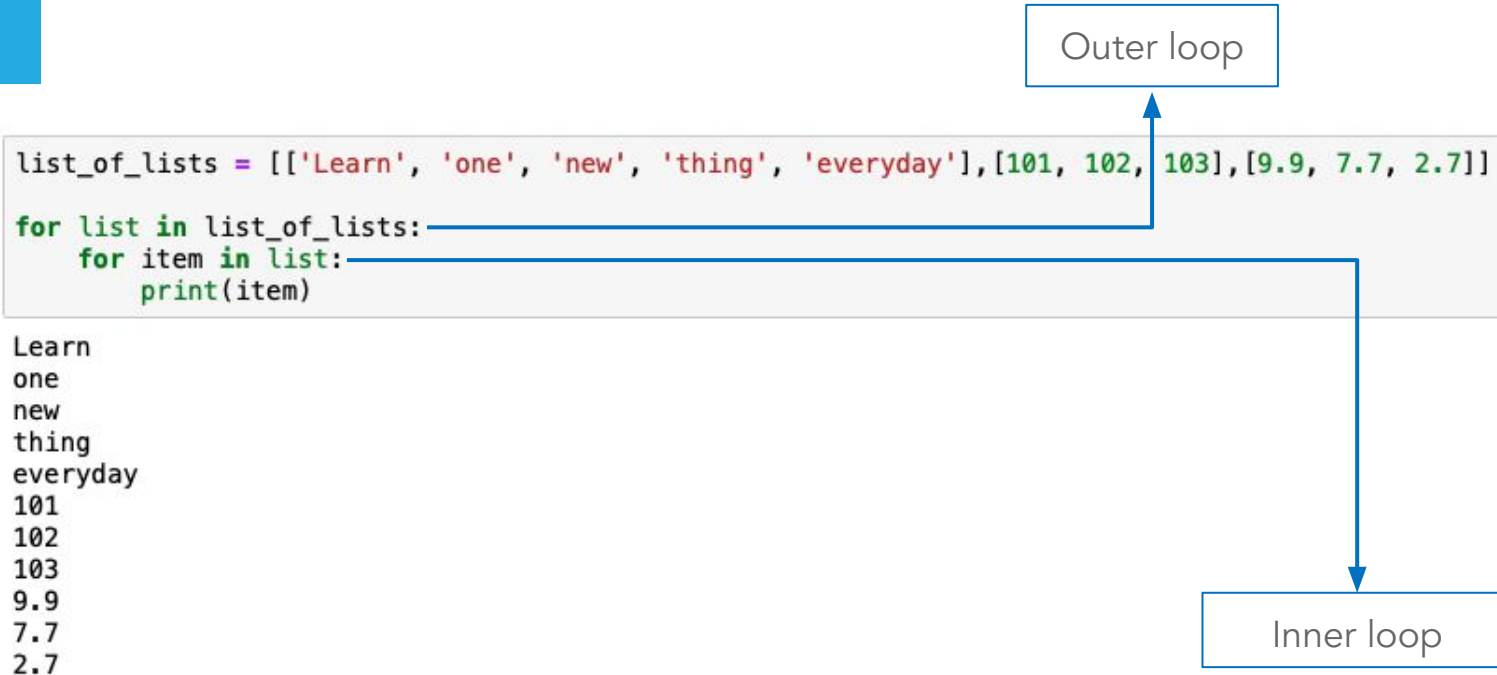 Outer loop
list_of_lists = [['Learn', 'one', 'new', 'thing', 'everyday'],[101, 102, 103],[9.9, 7.7, 2.7]]
for list in list_of_lists:
    for item in list:
        print(item)
Learn
one
new
thing
everyday
101
102
103
9.9
7.7
2.7
Inner loop